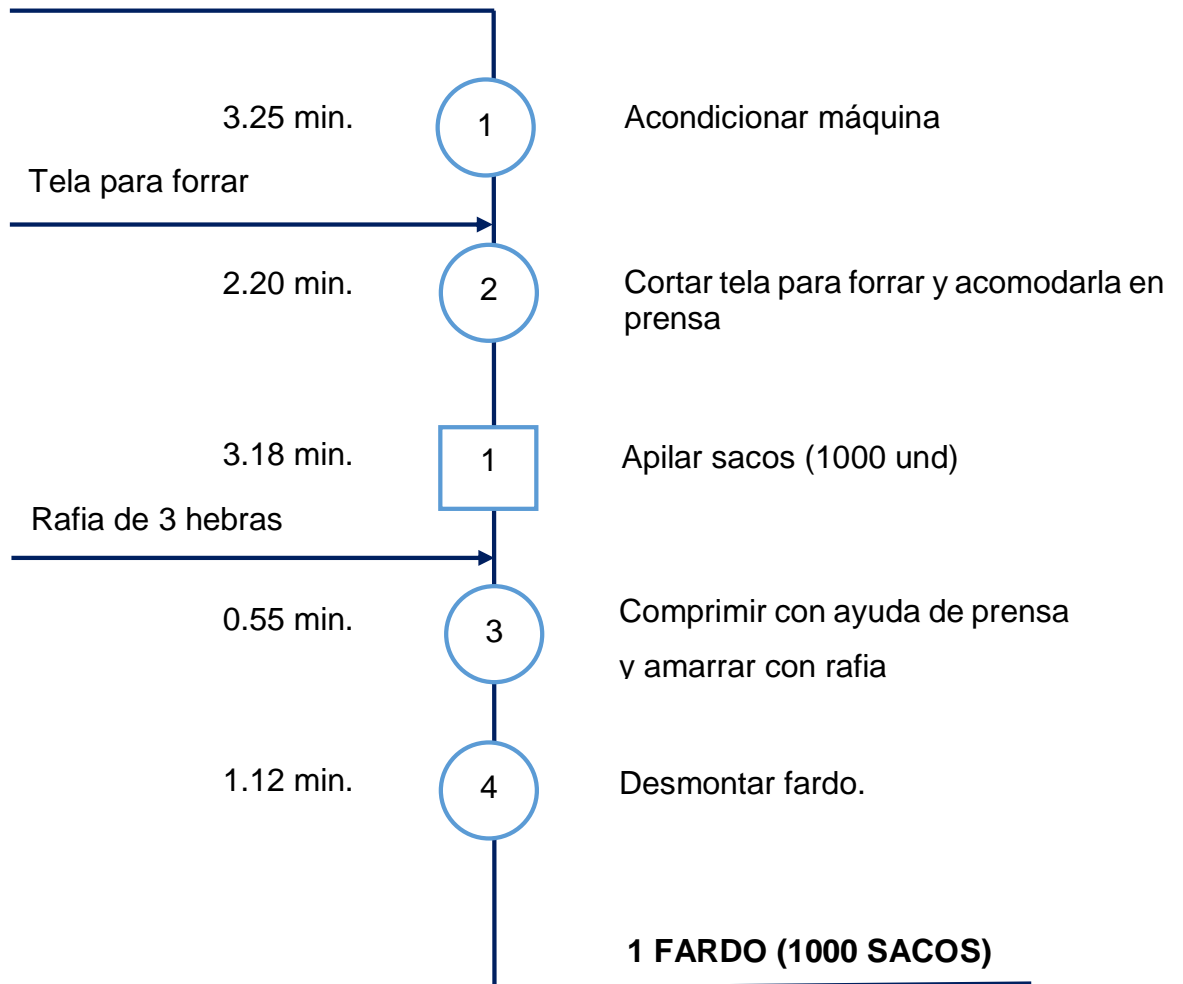 3.25 min.
1
Acondicionar máquina
Tela para forrar
2.20 min.
2
Cortar tela para forrar y acomodarla en
prensa
3.18 min.
1
Apilar sacos (1000 und)
Rafia de 3 hebras
0.55 min.
3
Comprimir con ayuda de prensa
y amarrar con rafia
1.12 min.
4
Desmontar fardo.
1 FARDO (1000 SACOS)